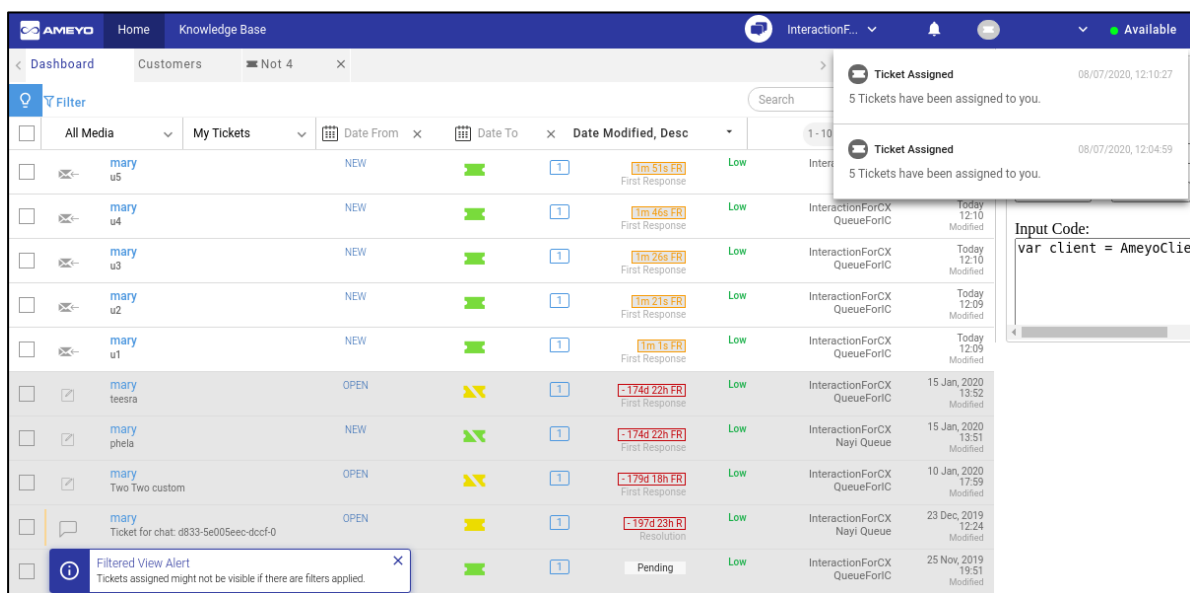 AMEYO Home Knowledge Base InteractionF... Available
Dashboard Customers Not 4 ×
Filter Search
All Media My Tickets Date From × Date To × Date Modified, Desc 1 - 10
Ticket Assigned 08/07/2020, 12:10:27
5 Tickets have been assigned to you.
Ticket Assigned 08/07/2020, 12:04:59
5 Tickets have been assigned to you.
mary NEW 1 1m 51s FR Low
u5 First Response
mary NEW 1 1m 46s FR Low InteractionForCX Today
u4 First Response QueueForIC 12:10
Modified
mary NEW 1 1m 26s FR Low InteractionForCX Today
u3 First Response QueueForIC 12:10
Modified
mary NEW 1 1m 21s FR Low InteractionForCX Today
u2 First Response QueueForIC 12:09
Modified
mary NEW 1 1m 1s FR Low InteractionForCX Today
u1 First Response QueueForIC 12:09
Modified
mary OPEN 1 - 174d 22h FR Low InteractionForCX 15 Jan, 2020
teesra First Response QueueForIC 13:52
Modified
mary NEW 1 - 174d 22h FR Low InteractionForCX 15 Jan, 2020
phela First Response Nayi Queue 13:51
Modified
mary OPEN 1 - 179d 18h FR Low InteractionForCX 10 Jan, 2020
Two Two custom First Response QueueForIC 17:59
Modified
mary OPEN 1 - 197d 23h R Low InteractionForCX 23 Dec, 2019
Ticket for chat: d833-5e005eec-dccf-0 Resolution Nayi Queue 12:24
Modified
1 Pending Low InteractionForCX 25 Nov, 2019
QueueForIC 19:51
Modified
Filtered View Alert ×
Tickets assigned might not be visible if there are filters applied.
Input Code:
var client = AmeyoClie